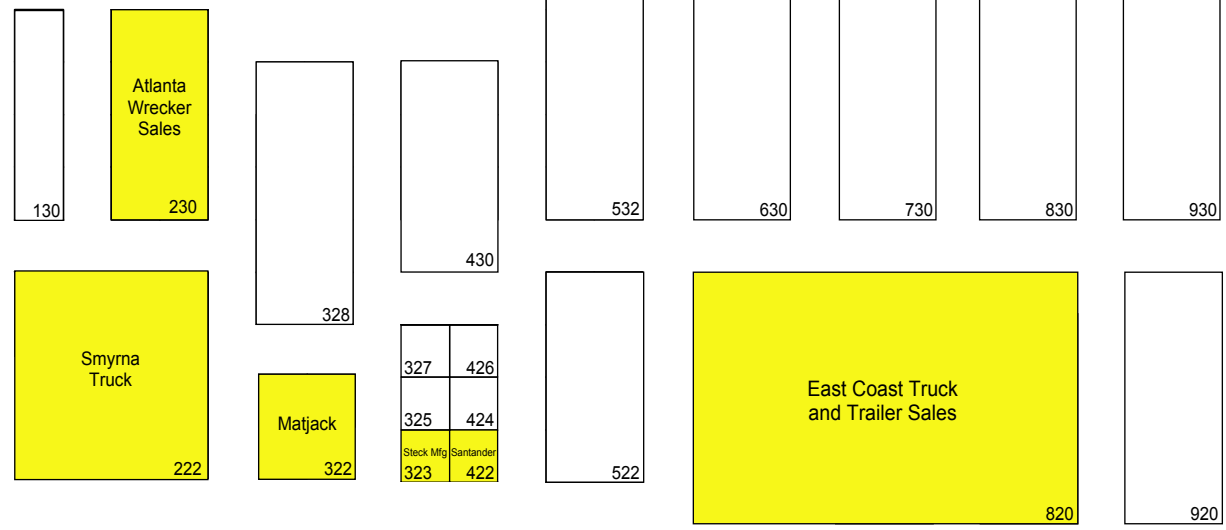 Atlanta
Wrecker
Sales
130
230
532
630
730
830
930
430
328
Smyrna
Truck
222
Matjack
322
327
426
325
424
Steck Mfg
Santander
323
422
522
East Coast Truck
and Trailer Sales
820
920